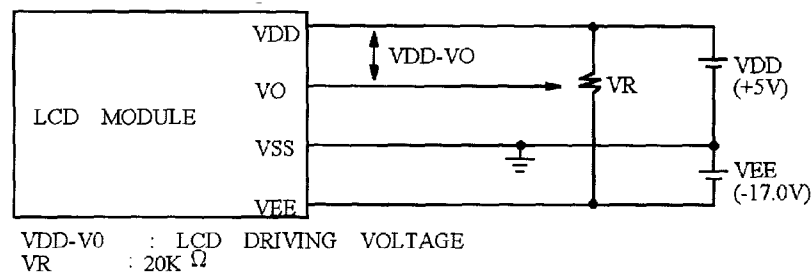 VDD
VDD-VO
VO
VR
VDD
(+5V)
LCD MODULE
VSS
VEE
(-17.0V)
VEE
VDD-V0 : LCD DRIVING VOLTAGE
VR : 20K Ω